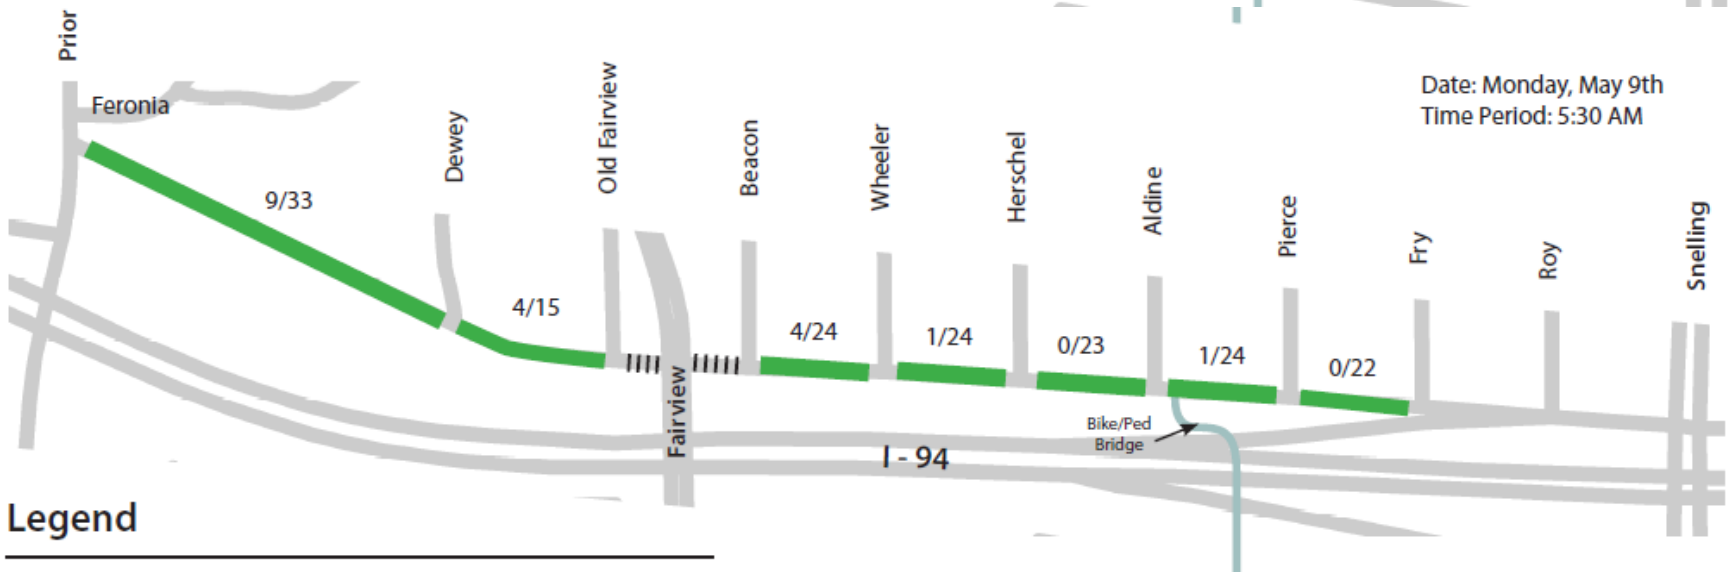 Prior
Feronia
Dewey
Old Fairview
Beacon
Wheeler
Herschel
Aldine
Pierce
Fry
Roy
Snelling
Date: Monday, May 9th
Time Period: 5:30 AM
9/33
4/15
4/24
1/24
0/23
1/24
0/22
Fairview
Bike/Ped
Bridge
I - 94
Legend